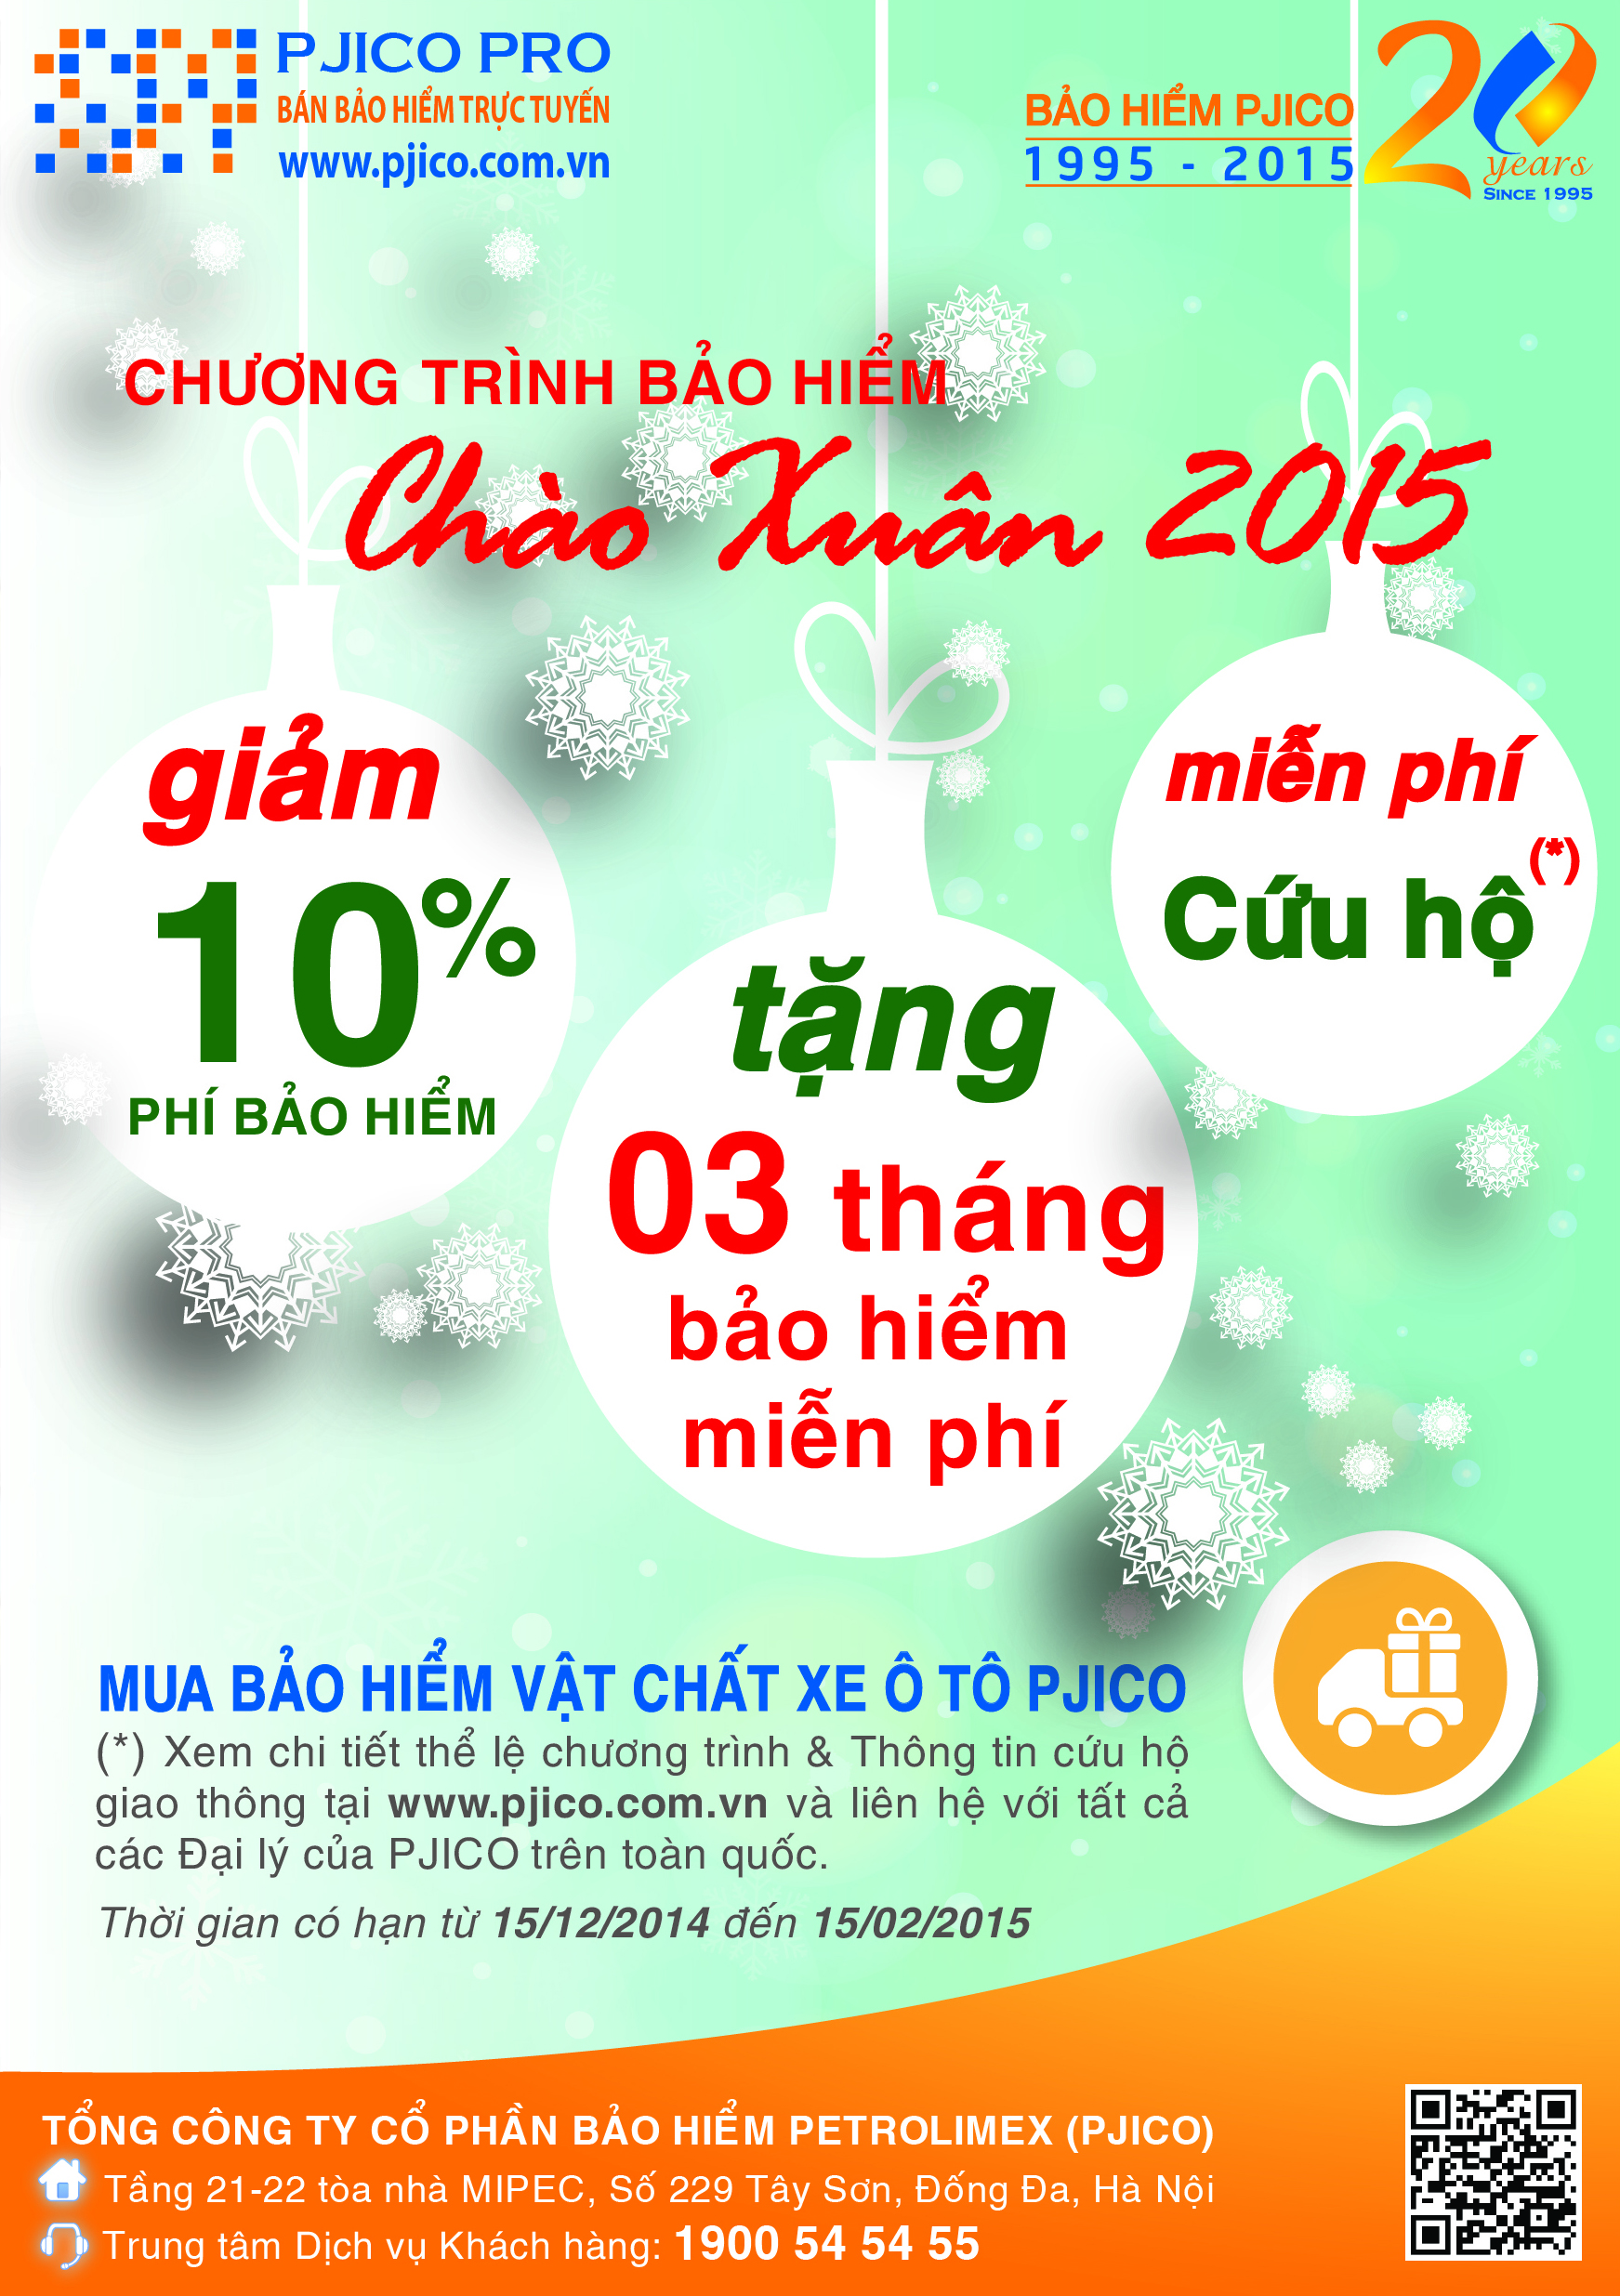 PJICO PRO
BÁN BẢO HIỂM TRỰC TUYẾN
www.pjico.com.vn
BẢO HIỂM PJICO
1995 - 2015
20
years
SINCE 1995
CHƯƠNG TRÌNH BẢO HIỂM
Chào Xuân 2015
giảm
10%
PHÍ BẢO HIỂM
tặng
03 tháng
bảo hiểm
miễn phí
miễn phí
Cứu hộ(*)
MUA BẢO HIỂM VẬT CHẤT XE Ô TÔ PJICO
(*) Xem chi tiết thể lệ chương trình & Thông tin cứu hộ
giao thông tại www.pjico.com.vn và liên hệ với tất cả
các Đại lý của PJICO trên toàn quốc.
Thời gian có hạn từ 15/12/2014 đến 15/02/2015
TỔNG CÔNG TY CỔ PHẦN BẢO HIỂM PETROLIMEX (PJICO)
Tầng 21-22 tòa nhà MIPEC, Số 229 Tây Sơn, Đống Đa, Hà Nội
Trung tâm Dịch vụ Khách hàng: 1900 54 54 55